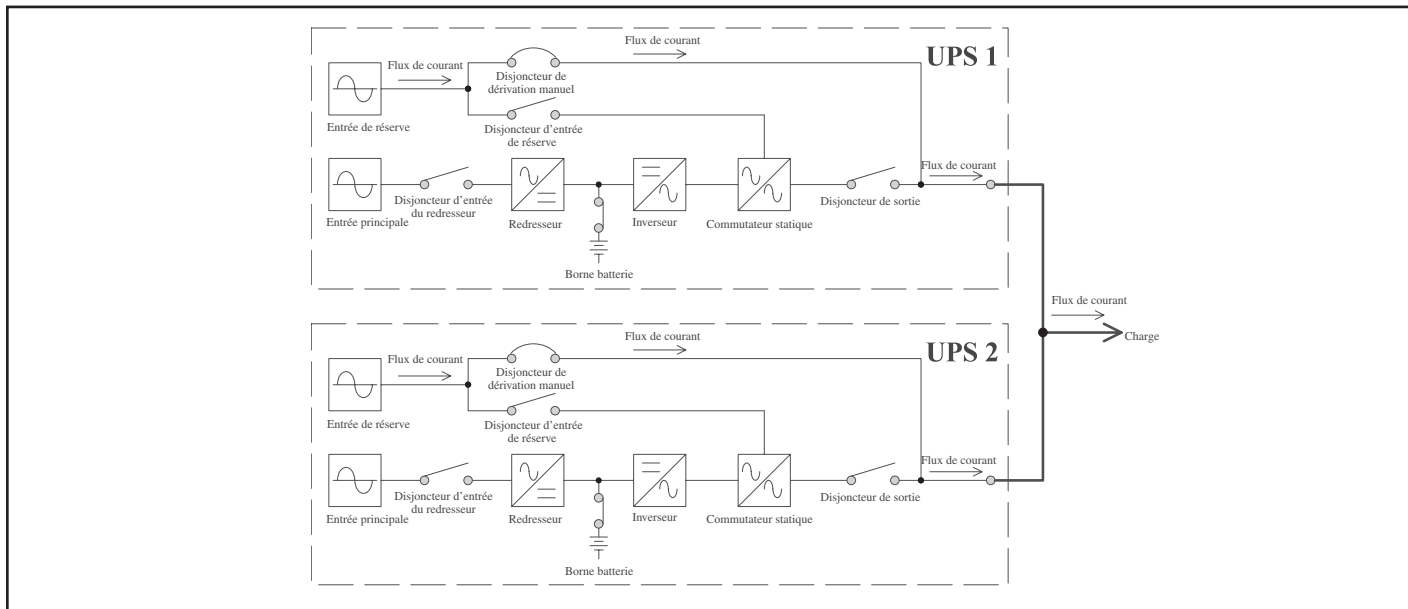 Flux de courant
UPS 1
Flux de courant
Disjoncteur de
dérivation manuel
Entrée de réserve
Disjoncteur d’entrée
de réserve
Flux de courant
Disjoncteur d’entrée
du redresseur
Disjoncteur de sortie
Entrée principale
Redresseur
Inverseur
Commutateur statique
Borne batterie
Flux de courant
Charge
Flux de courant
UPS 2
Flux de courant
Disjoncteur de
dérivation manuel
Entrée de réserve
Disjoncteur d’entrée
de réserve
Flux de courant
Disjoncteur d’entrée
du redresseur
Disjoncteur de sortie
Entrée principale
Redresseur
Inverseur
Commutateur statique
Borne batterie